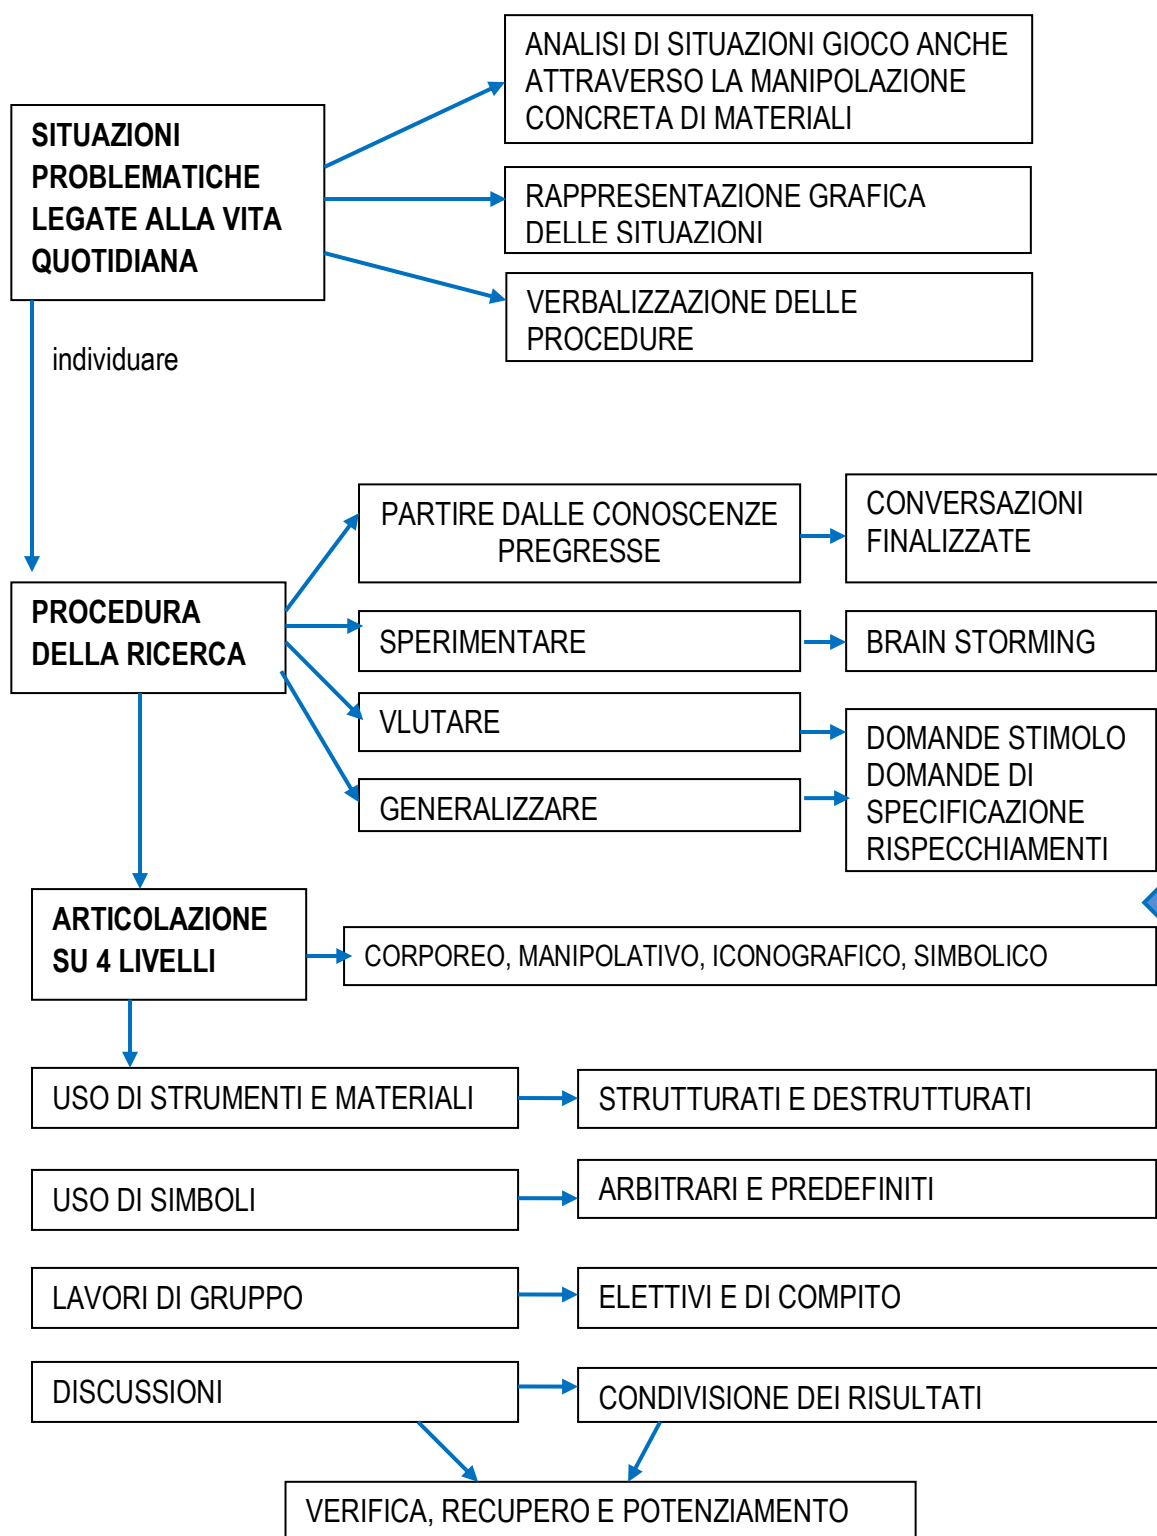 ANALISI DI SITUAZIONI GIOCO ANCHE
ATTRAVERSO LA MANIPOLAZIONE
CONCRETA DI MATERIALI
SITUAZIONI
PROBLEMATICHE
LEGATE ALLA VITA
QUOTIDIANA
RAPPRESENTAZIONE GRAFICA
DELLE SITUAZIONI
VERBALIZZAZIONE DELLE
PROCEDURE
individuare
PARTIRE DALLE CONOSCENZE
PREGRESSE
CONVERSAZIONI
FINALIZZATE
PROCEDURA
DELLA RICERCA
SPERIMENTARE
BRAIN STORMING
VLUTARE
GENERALIZZARE
DOMANDE STIMOLO
DOMANDE DI
SPECIFICAZIONE
RISPECCHIAMENTI
ARTICOLAZIONE
SU 4 LIVELLI
CORPOREO, MANIPOLATIVO, ICONOGRAFICO, SIMBOLICO
USO DI STRUMENTI E MATERIALI
STRUTTURATI E DESTRUTTURATI
USO DI SIMBOLI
ARBITRARI E PREDEFINITI
LAVORI DI GRUPPO
ELETTIVI E DI COMPITO
DISCUSSIONI
CONDIVISIONE DEI RISULTATI
VERIFICA, RECUPERO E POTENZIAMENTO